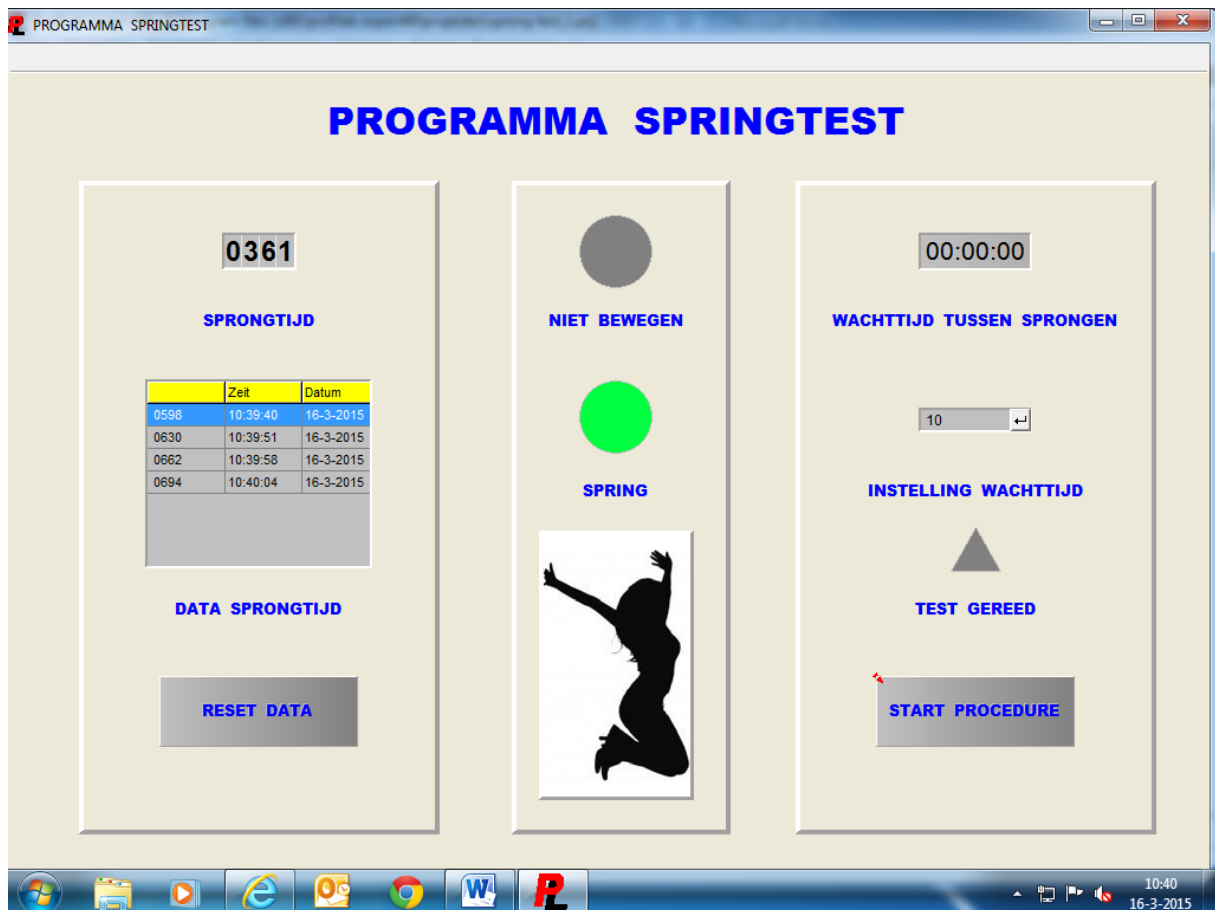 PROGRAMMA SPRINGTEST
PROGRAMMA SPRINGTEST
0361
SPRONGTIJD
Zeit Datum
0598 10:39:40 16-3-2015
0630 10:39:51 16-3-2015
0662 10:39:58 16-3-2015
0694 10:40:04 16-3-2015
DATA SPRONGTIJD
RESET DATA
NIET BEWEGEN
SPRING
00:00:00
WACHTTIJD TUSSEN SPRONGEN
10
INSTELLING WACHTTIJD
TEST GEREED
START PROCEDURE
10:40
16-3-2015